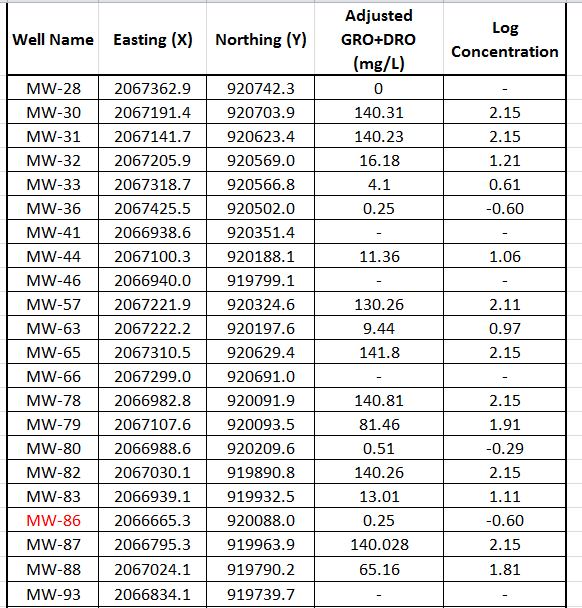 Well Name Easting (X) Northing (Y) Adjusted GRO+DRO (mg/L) Log Concentration
MW-28 2067362.9 920742.3 0 -
MW-30 2067191.4 920703.9 140.31 2.15
MW-31 2067141.7 920623.4 140.23 2.15
MW-32 2067205.9 920569.0 16.18 1.21
MW-33 2067318.7 920566.8 4.1 0.61
MW-36 2067425.5 920502.0 0.25 -0.60
MW-41 2066938.6 920351.4 - -
MW-44 2067100.3 920188.1 11.36 1.06
MW-46 2066940.0 919799.1 - -
MW-57 2067221.9 920324.6 130.26 2.11
MW-63 2067222.2 920197.6 9.44 0.97
MW-65 2067310.5 920629.4 141.8 2.15
MW-66 2067299.0 920691.0 - -
MW-78 2066982.8 920091.9 140.81 2.15
MW-79 2067107.6 920093.5 81.46 1.91
MW-80 2066988.6 920209.6 0.51 -0.29
MW-82 2067030.1 919890.8 140.26 2.15
MW-83 2066939.1 919932.5 13.01 1.11
MW-86 2066665.3 920088.0 0.25 -0.60
MW-87 2066795.3 919963.9 140.028 2.15
MW-88 2067024.1 919790.2 65.16 1.81
MW-93 2066834.1 919739.7 - -